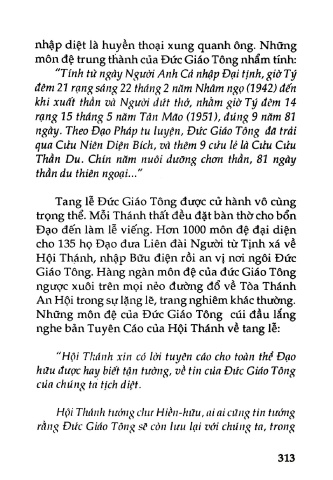 nhập diệt là huyền thoại xung quanh ông. Những
môn đệ trung thành của Đức Giáo Tông nhẩm tính:
"Tính từ ngày Người Anh Cả nhập Đại tịnh, giờ Tý
đêm 21 rạng sáng 22 tháng 2 năm Nhâm ngọ (1942) đến
khi xuất thần và Người dứt thở, nhằm giờ Tý đêm 14
rạng 15 tháng 5 năm Tân Mão (1951), đúng 9 năm 81
ngày. Theo Đạo Pháp tu luyện, Đức Giáo Tông đã trải
qua Cửu Niên Diện Bích, và thêm 9 cửu lẻ là Cửu Cửu
Thần Du. Chín năm nuôi dưỡng chơn thần, 81 ngày
thần du thiên ngoại..."
Tang lễ Đức Giáo Tông được cử hành vô cùng
trọng thể. Mỗi Thánh thất đều đặt bàn thờ cho bổn
Đạo đến làm lễ viếng. Hơn 1000 môn đệ đại diện
cho 135 họ Đạo đưa Liên đài Người từ Tịnh xá về
Hội Thánh, nhập Bửu điện rồi an vị nơi ngôi Đức
Giáo Tông. Hàng ngàn môn đệ của đức Giáo Tông
ngược xuôi trên mọi nẻo đường đổ về Tòa Thánh
An Hội trong sự lặng lẽ, trang nghiêm khác thường.
Những môn đệ của Đức Giáo Tông cúi đầu lắng
nghe bản Tuyên Cáo của Hội Thánh về tang lễ:
"Hội Thánh xin có lời tuyên cáo cho toàn thể Đạo
hữu được hay biết tận tường, về tin của Đức Giáo Tông
của chúng ta tịch diệt.
Hội Thánh tưởng chư Hiền-hữu, ai ai cũng tin tưởng
rằng Đức Giáo Tông sẽ còn lưu lại với chúng ta, trong
313